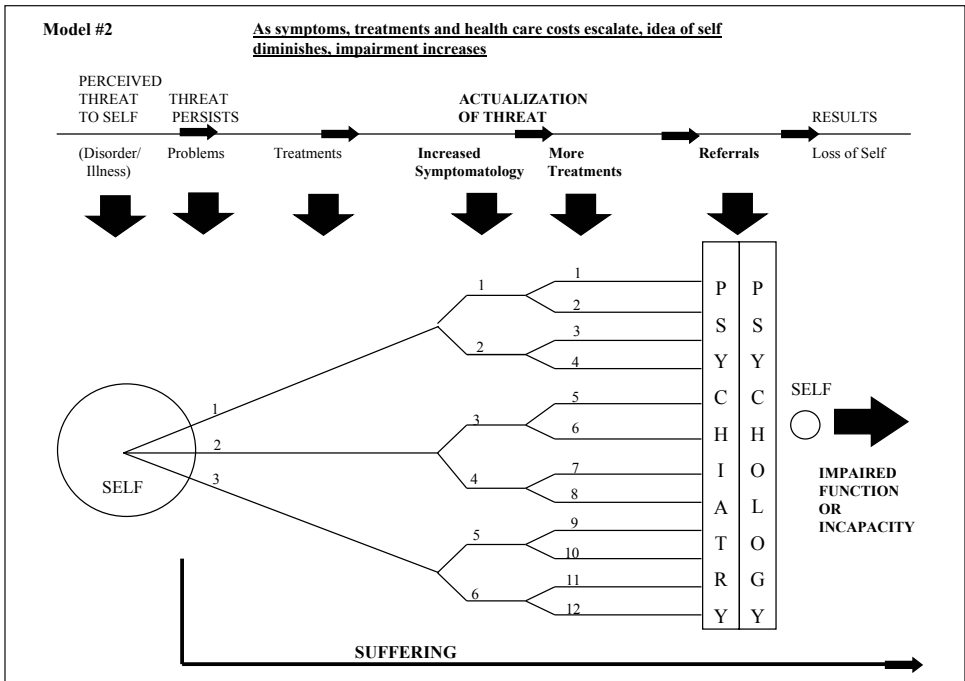 Model #2
As symptoms, treatments and health care costs escalate, idea of self
diminishes, impairment increases
PERCEIVED
THREAT
TO SELF
THREAT
PERSISTS
ACTUALIZATION
OF THREAT
RESULTS
(Disorder/
Illness)
Problems
Treatments
Increased
Symptomatology
More
Treatments
Referrals
Loss of Self
SELF
1
2
3
1
2
3
4
5
6
1
2
3
4
5
6
7
8
9
10
11
12
P
S
Y
C
H
I
A
T
R
Y
P
S
Y
C
H
O
L
O
G
Y
SELF
IMPAIRED
FUNCTION
OR
INCAPACITY
SUFFERING